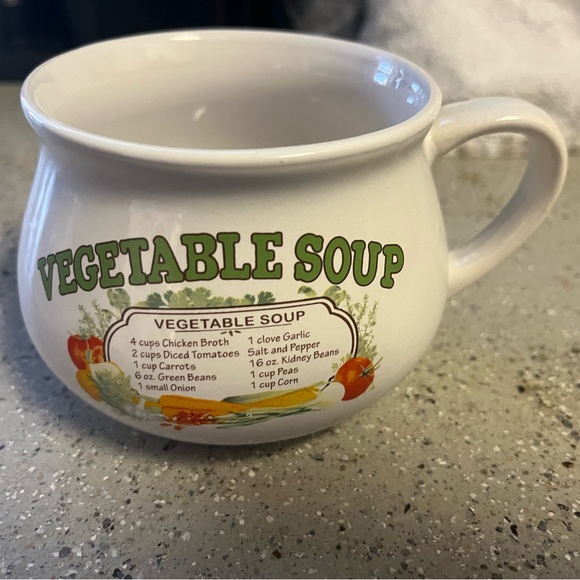 VEGETABLE SOUP
VEGETABLE SOUP
4 cups Chicken Broth
2 cups Diced Tomatoes
1 cup Carrots
6 oz. Green Beans
1 small Onion
1 clove Garlic
Salt and Pepper
16 oz. Kidney Beans
1 cup Peas
1 cup Corn